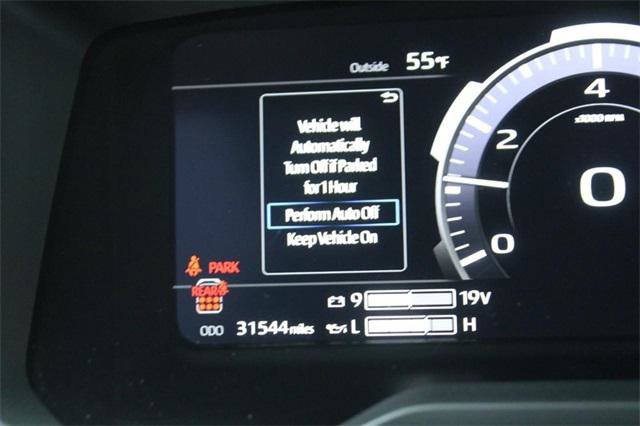 Outside 55°F
Vehicle will
Automatically
Turn Off if Parked
for 1 Hour
Perform Auto Off
Keep Vehicle On
4
x1000 rpm
2
0
0
PARK
REAR
9 19V
ODO 31544 miles
L H